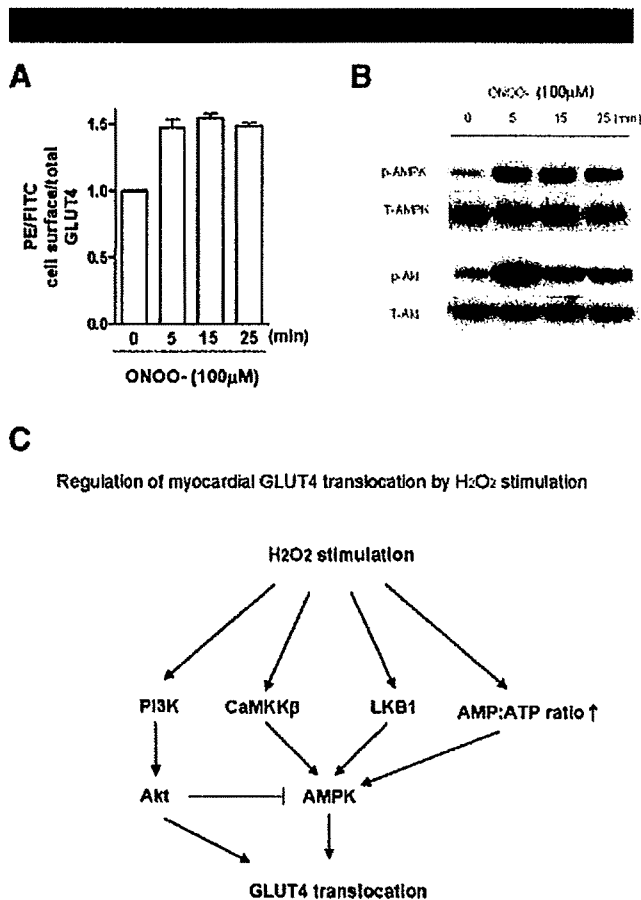 A
PE/FITC
cell surface/total
GLUT4
1.5
1.0
0.5
0.0
0 5 15 25 (min)
ONOO- (100µM)
B
ONOO- (100µM)
0 5 15 25 (min)
p-AMPK
T-AMPK
p-Akt
T-Akt
C
Regulation of myocardial GLUT4 translocation by H2O2 stimulation
H2O2 stimulation
PI3K CaMKKβ LKB1 AMP:ATP ratio ↑
Akt AMPK
GLUT4 translocation